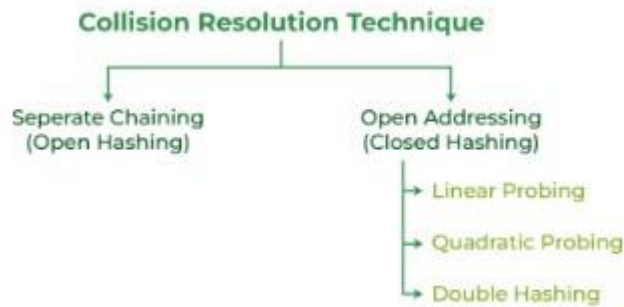 Collision Resolution Technique
Seperate Chaining
(Open Hashing)
Open Addressing
(Closed Hashing)
Linear Probing
Quadratic Probing
Double Hashing